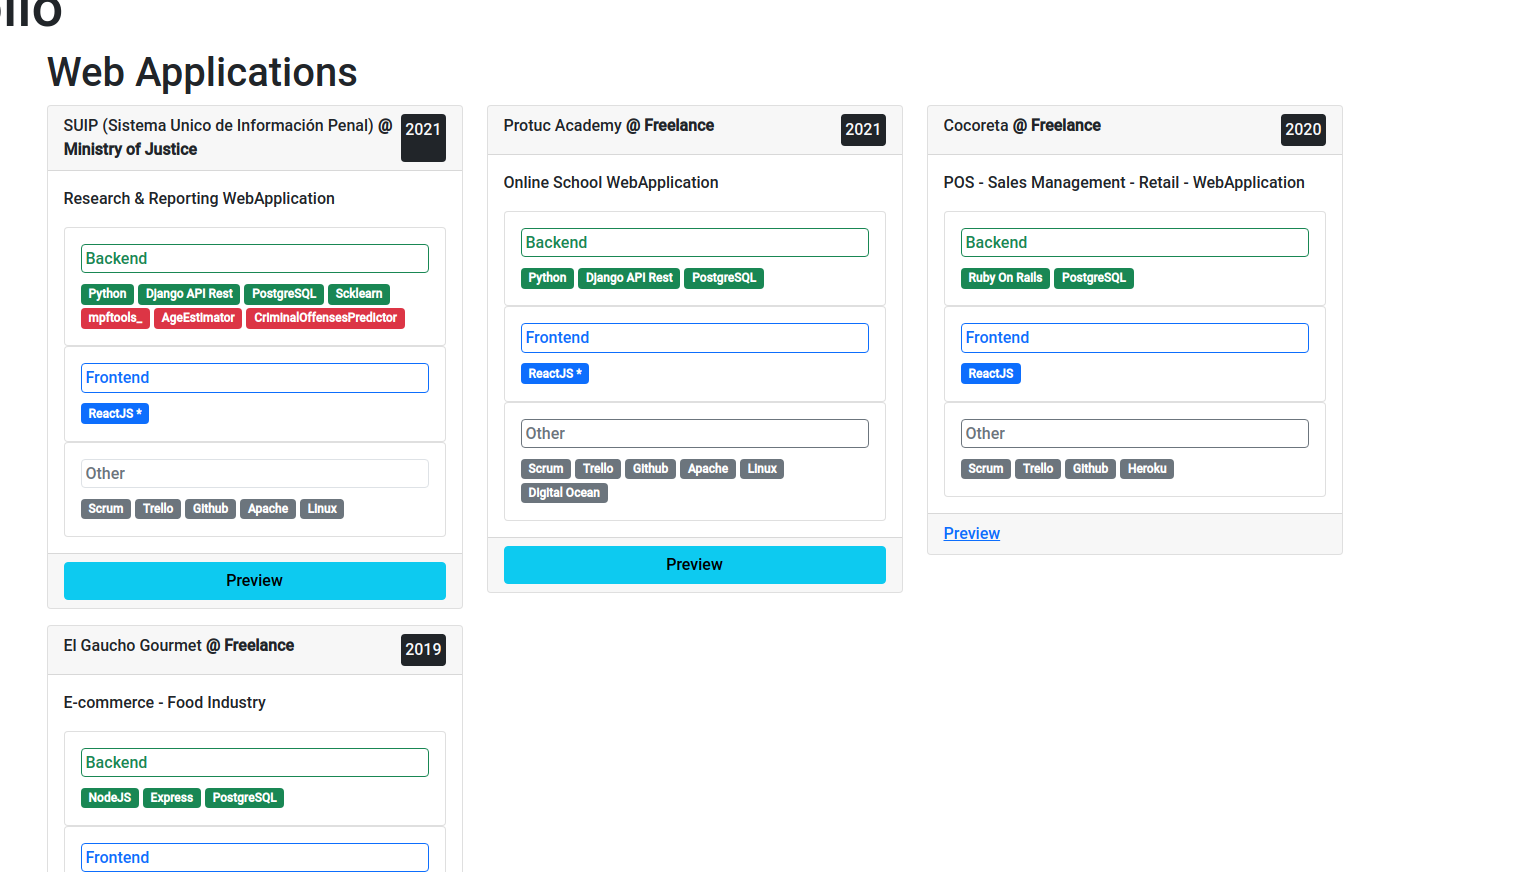 Web Applications
SUIP (Sistema Unico de Información Penal) @
Ministry of Justice
2021
Research & Reporting WebApplication
Backend
Python Django API Rest PostgreSQL Scklearn
mpftools_ AgeEstimator CriminalOffensesPredictor
Frontend
ReactJS *
Other
Scrum Trello Github Apache Linux
Preview
Protuc Academy @ Freelance
2021
Online School WebApplication
Backend
Python Django API Rest PostgreSQL
Frontend
ReactJS *
Other
Scrum Trello Github Apache Linux
Digital Ocean
Preview
Cocoreta @ Freelance
2020
POS - Sales Management - Retail - WebApplication
Backend
Ruby On Rails PostgreSQL
Frontend
ReactJS
Other
Scrum Trello Github Heroku
Preview
El Gaucho Gourmet @ Freelance
2019
E-commerce - Food Industry
Backend
NodeJS Express PostgreSQL
Frontend